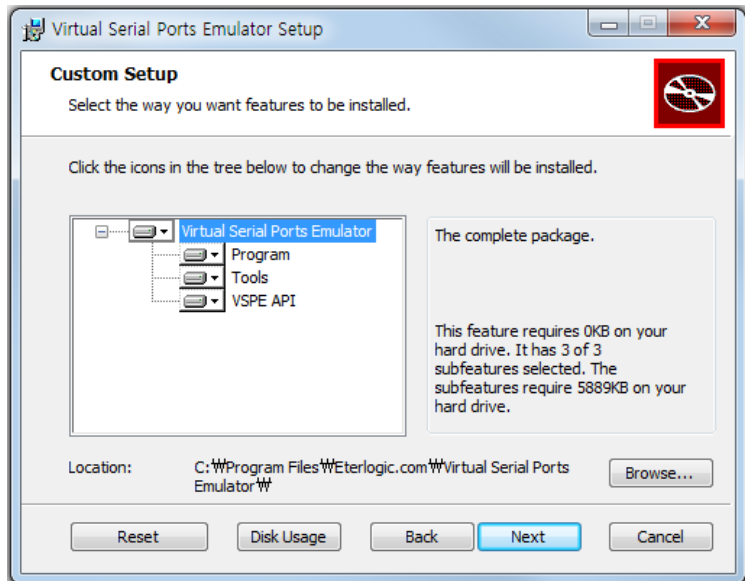 Virtual Serial Ports Emulator Setup
Custom Setup
Select the way you want features to be installed.
Click the icons in the tree below to change the way features will be installed.
Virtual Serial Ports Emulator
Program
Tools
VSPE API
The complete package.
This feature requires 0KB on your
hard drive. It has 3 of 3
subfeatures selected. The
subfeatures require 5889KB on your
hard drive.
Location:
C:₩Program Files₩Eterlogic.com₩Virtual Serial Ports
Emulator₩
Browse...
Reset
Disk Usage
Back
Next
Cancel